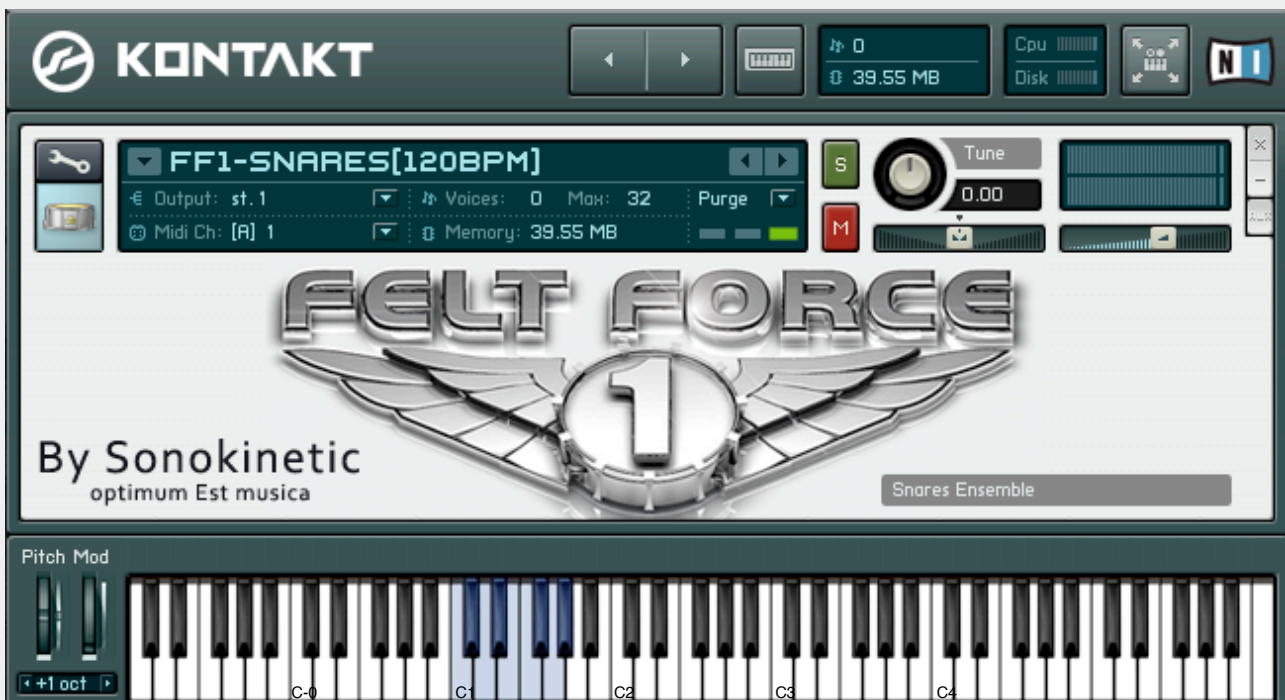 KONTAKT
0
39.55 MB
Cpu
Disk
NI
FF1-SNARES[120BPM]
Output: st. 1
Voices: 0 Max: 32
Purge
Midi Ch: [A] 1
Memory: 39.55 MB
S
M
Tune
0.00
FELT FORCE
1
By Sonokinetic
optimum Est musica
Snares Ensemble
Pitch Mod
+1 oct
C-0
C1
C2
C3
C4